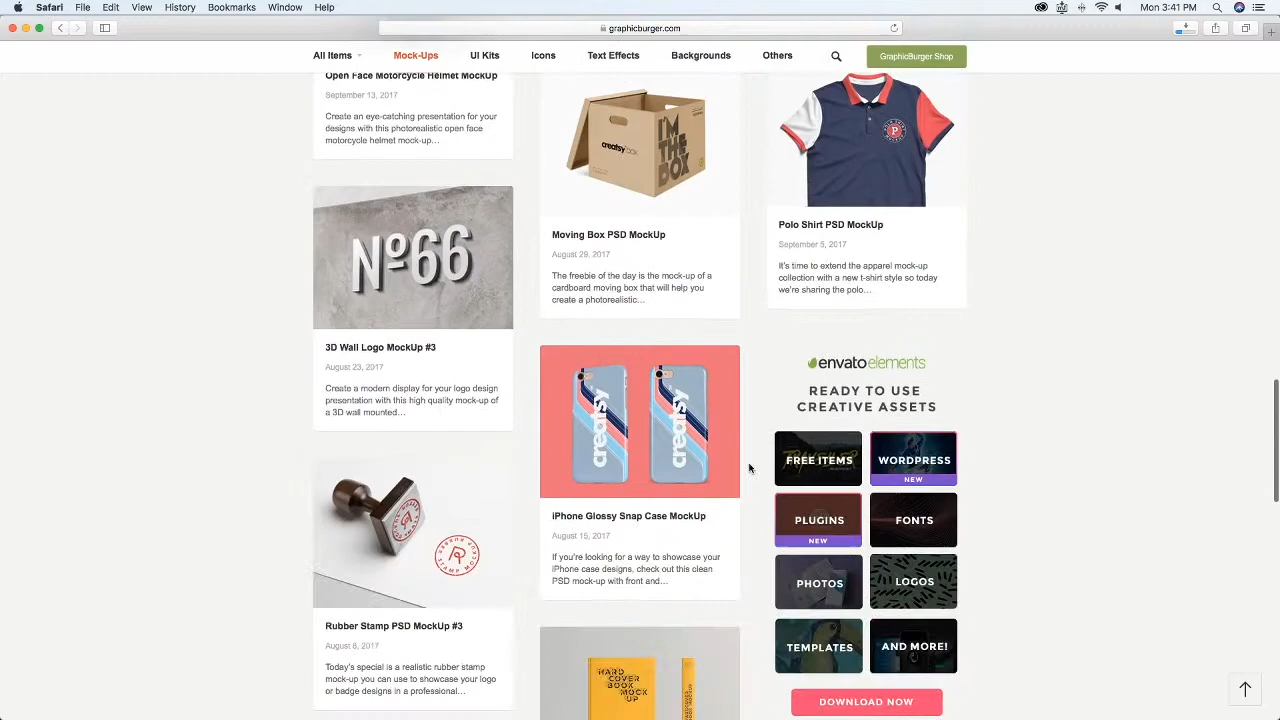 Safari File Edit View History Bookmarks Window Help Mon 3:41 PM
graphicburger.com
All Items Mock-Ups UI Kits Icons Text Effects Backgrounds Others GraphicBurger Shop
Open Face Motorcycle Helmet MockUp
September 13, 2017
Create an eye-catching presentation for your
designs with this photorealistic open face
motorcycle helmet mock-up…
Nº66
3D Wall Logo MockUp #3
August 23, 2017
Create a modern display for your logo design
presentation with this high quality mock-up of
a 3D wall mounted…
Rubber Stamp PSD MockUp #3
August 8, 2017
Today's special is a realistic rubber stamp
mock-up you can use to showcase your logo
or badge designs in a professional…
creatsy box
I'M
THE
BOX
Moving Box PSD MockUp
August 29, 2017
The freebie of the day is the mock-up of a
cardboard moving box that will help you
create a photorealistic…
creatsy
creatsy
iPhone Glossy Snap Case MockUp
August 15, 2017
If you're looking for a way to showcase your
iPhone case designs, check out this clean
PSD mock-up with front and…
HARD
COVER
BOOK
MOCK
UP
P
Polo Shirt PSD MockUp
September 5, 2017
It's time to extend the apparel mock-up
collection with a new t-shirt style so today
we're sharing the polo…
envato elements
READY TO USE
CREATIVE ASSETS
FREE ITEMS
WORDPRESS
NEW
PLUGINS
NEW
FONTS
PHOTOS
LOGOS
TEMPLATES
AND MORE!
DOWNLOAD NOW